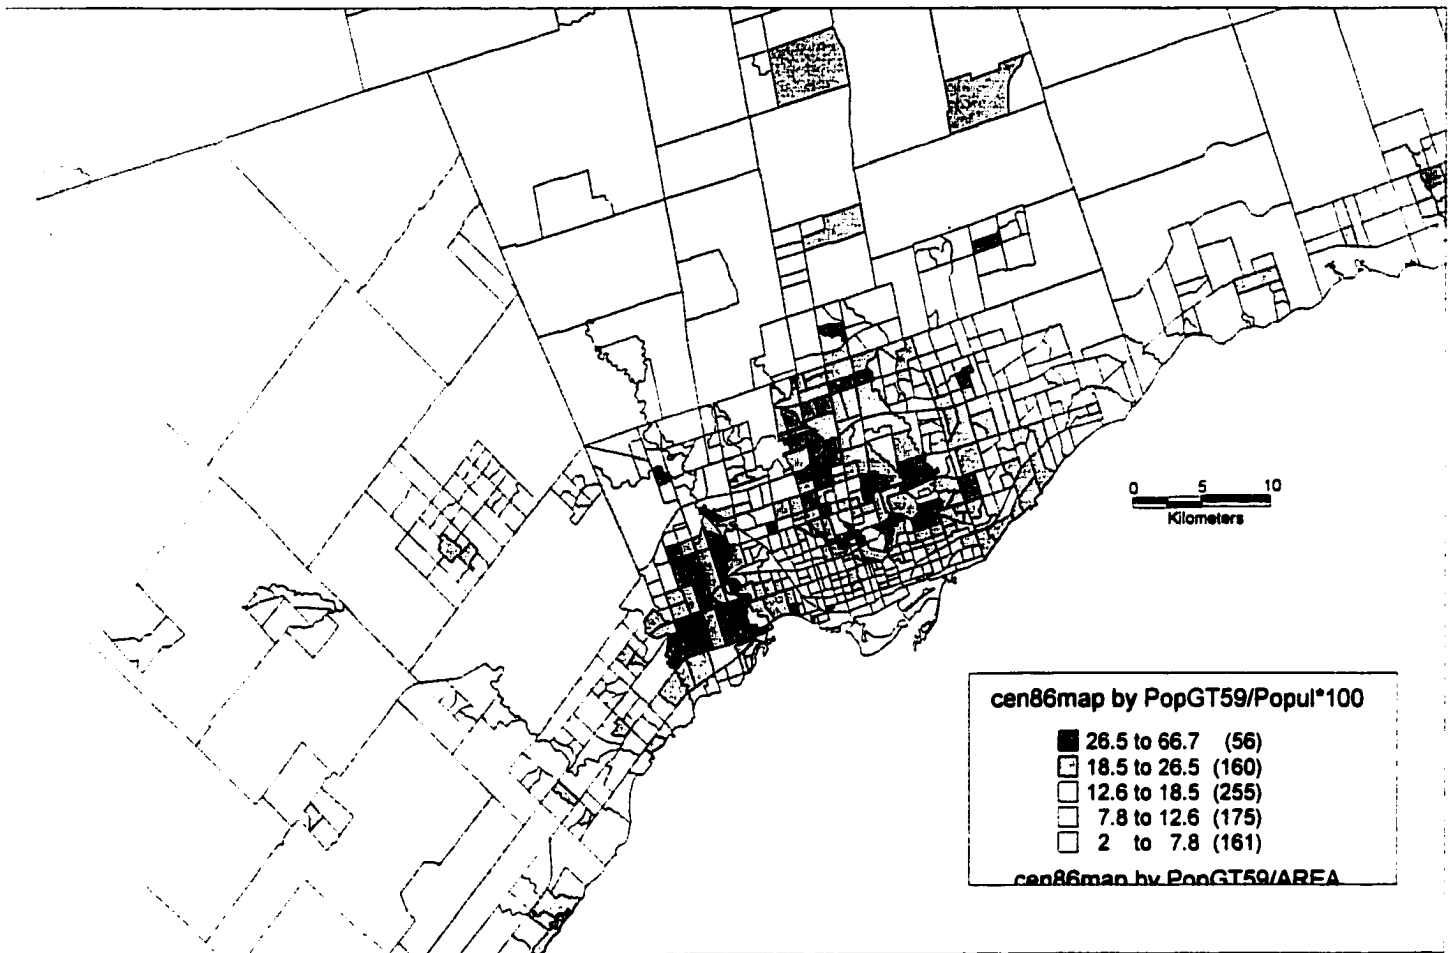 0 5 10
Kilometers
cen86map by PopGT59/Popul*100
26.5 to 66.7 (56)
18.5 to 26.5 (160)
12.6 to 18.5 (255)
7.8 to 12.6 (175)
2 to 7.8 (161)
cen86map by PopGT59/AREA